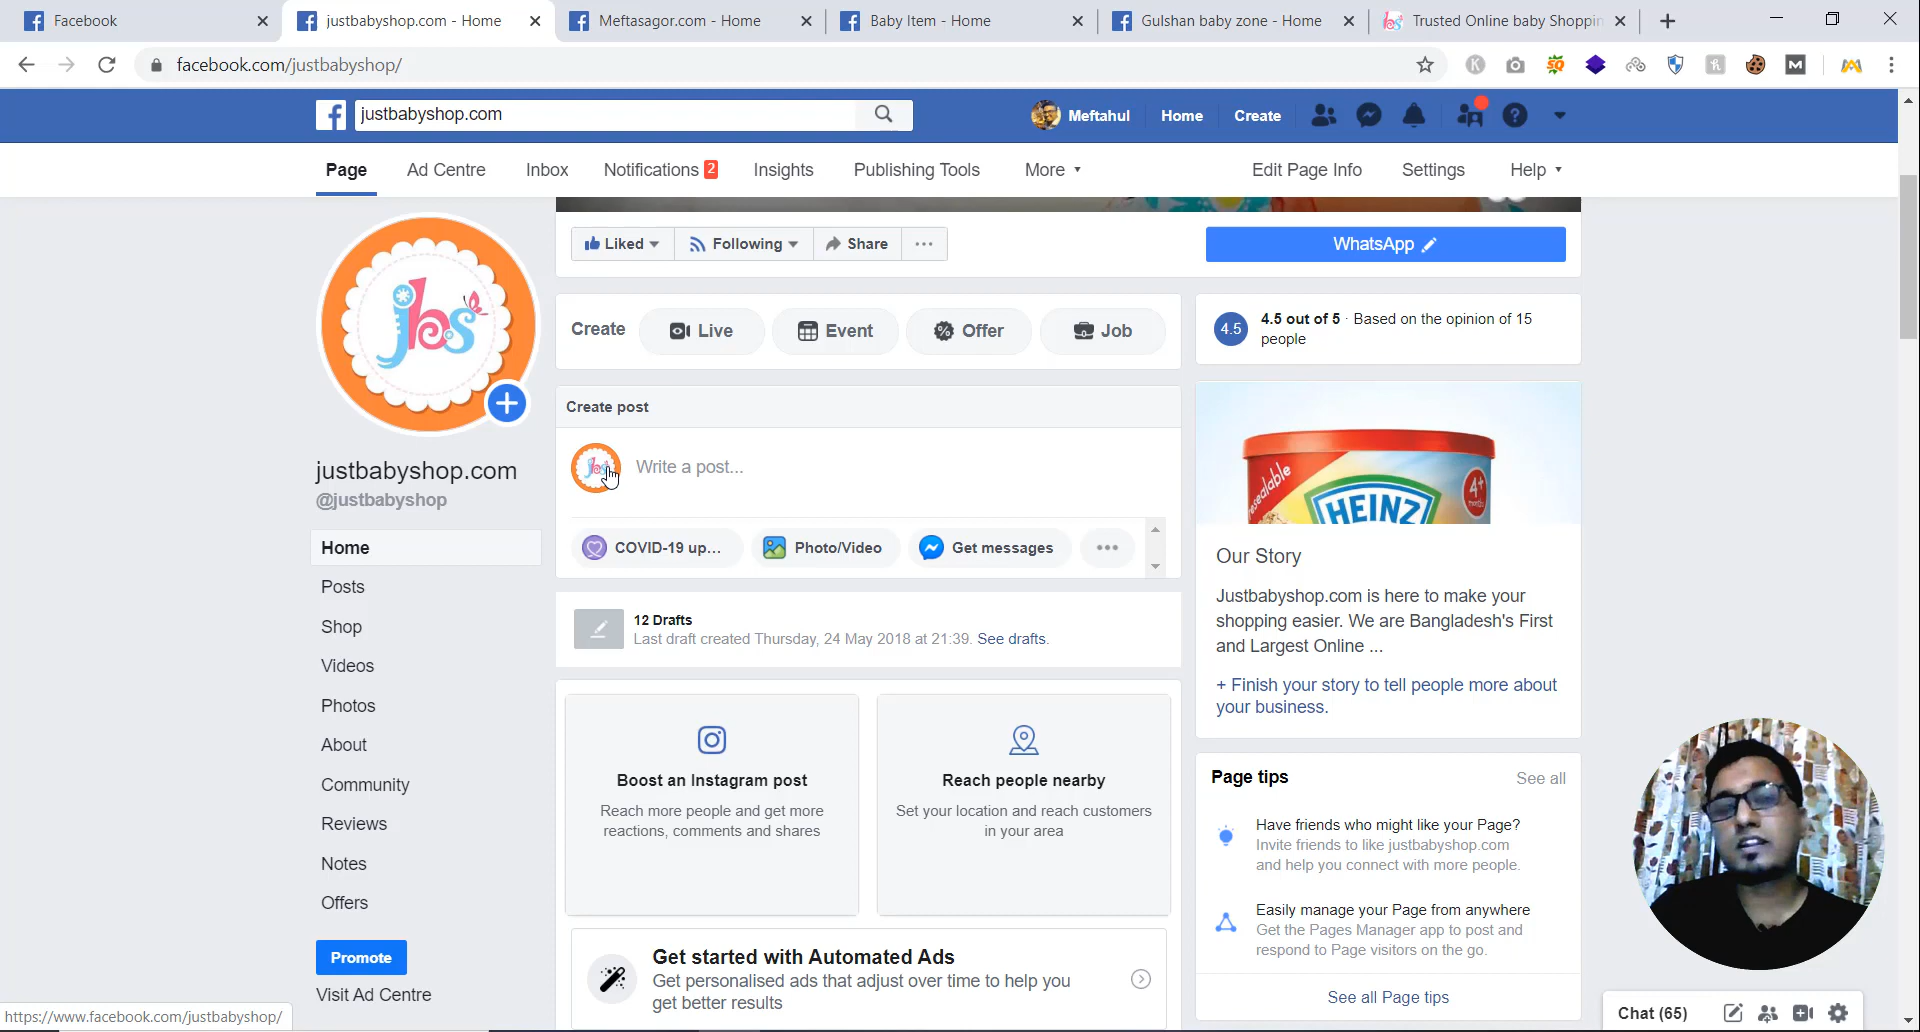 Facebook
justbabyshop.com - Home
Meftasagor.com - Home
Baby Item - Home
Gulshan baby zone - Home
Trusted Online baby Shoppin
facebook.com/justbabyshop/
justbabyshop.com
Meftahul
Home
Create
Page
Ad Centre
Inbox
Notifications 2
Insights
Publishing Tools
More
Edit Page Info
Settings
Help
jbs
justbabyshop.com
@justbabyshop
Home
Posts
Shop
Videos
Photos
About
Community
Reviews
Notes
Offers
Promote
Visit Ad Centre
https://www.facebook.com/justbabyshop/
Liked
Following
Share
WhatsApp
Create
Live
Event
Offer
Job
Create post
jbs
Write a post...
COVID-19 up...
Photo/Video
Get messages
12 Drafts
Last draft created Thursday, 24 May 2018 at 21:39. See drafts.
Boost an Instagram post
Reach more people and get more
reactions, comments and shares
Reach people nearby
Set your location and reach customers
in your area
Get started with Automated Ads
Get personalised ads that adjust over time to help you
get better results
4.5
4.5 out of 5 · Based on the opinion of 15
people
resealable
HEINZ
4+
months
Our Story
Justbabyshop.com is here to make your
shopping easier. We are Bangladesh's First
and Largest Online ...
+ Finish your story to tell people more about
your business.
Page tips
See all
Have friends who might like your Page?
Invite friends to like justbabyshop.com
and help you connect with more people.
Easily manage your Page from anywhere
Get the Pages Manager app to post and
respond to Page visitors on the go.
See all Page tips
Chat (65)